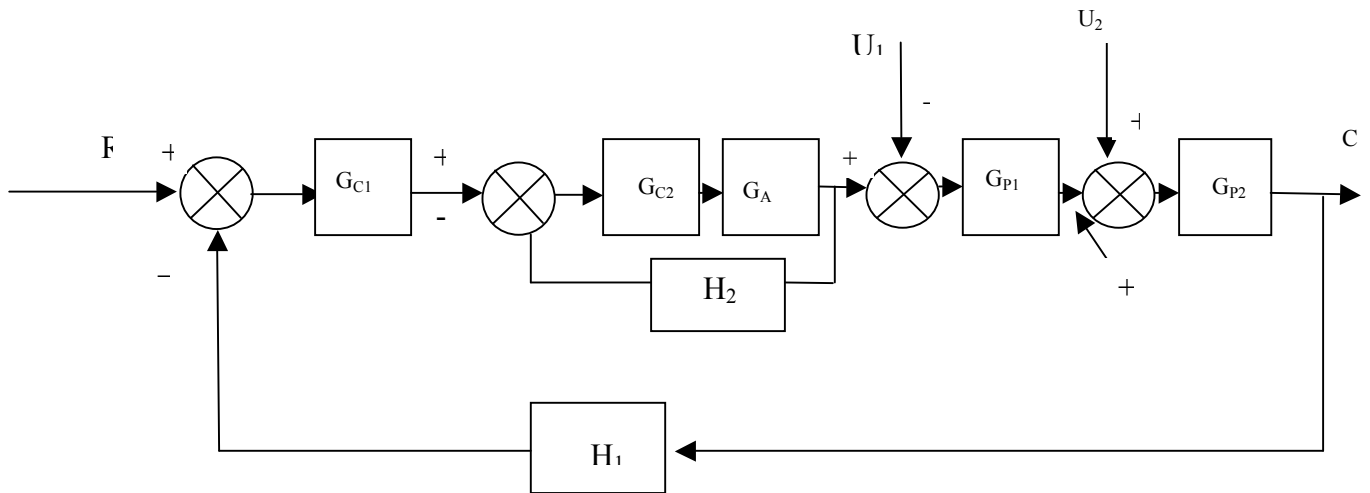 U₂
U₁
R + + + C
G_C1 G_C2 G_A G_P1 G_P2
- - + - +
H₂
+
H₁